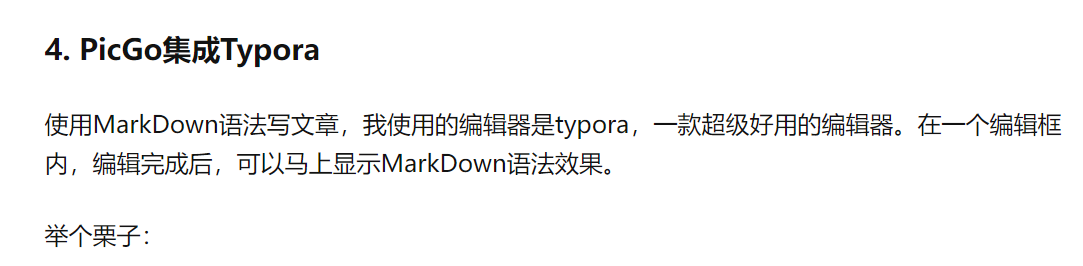 4. PicGo集成Typora
使用MarkDown语法写文章，我使用的编辑器是typora，一款超级好用的编辑器。在一个编辑框
内，编辑完成后，可以马上显示MarkDown语法效果。
举个栗子：